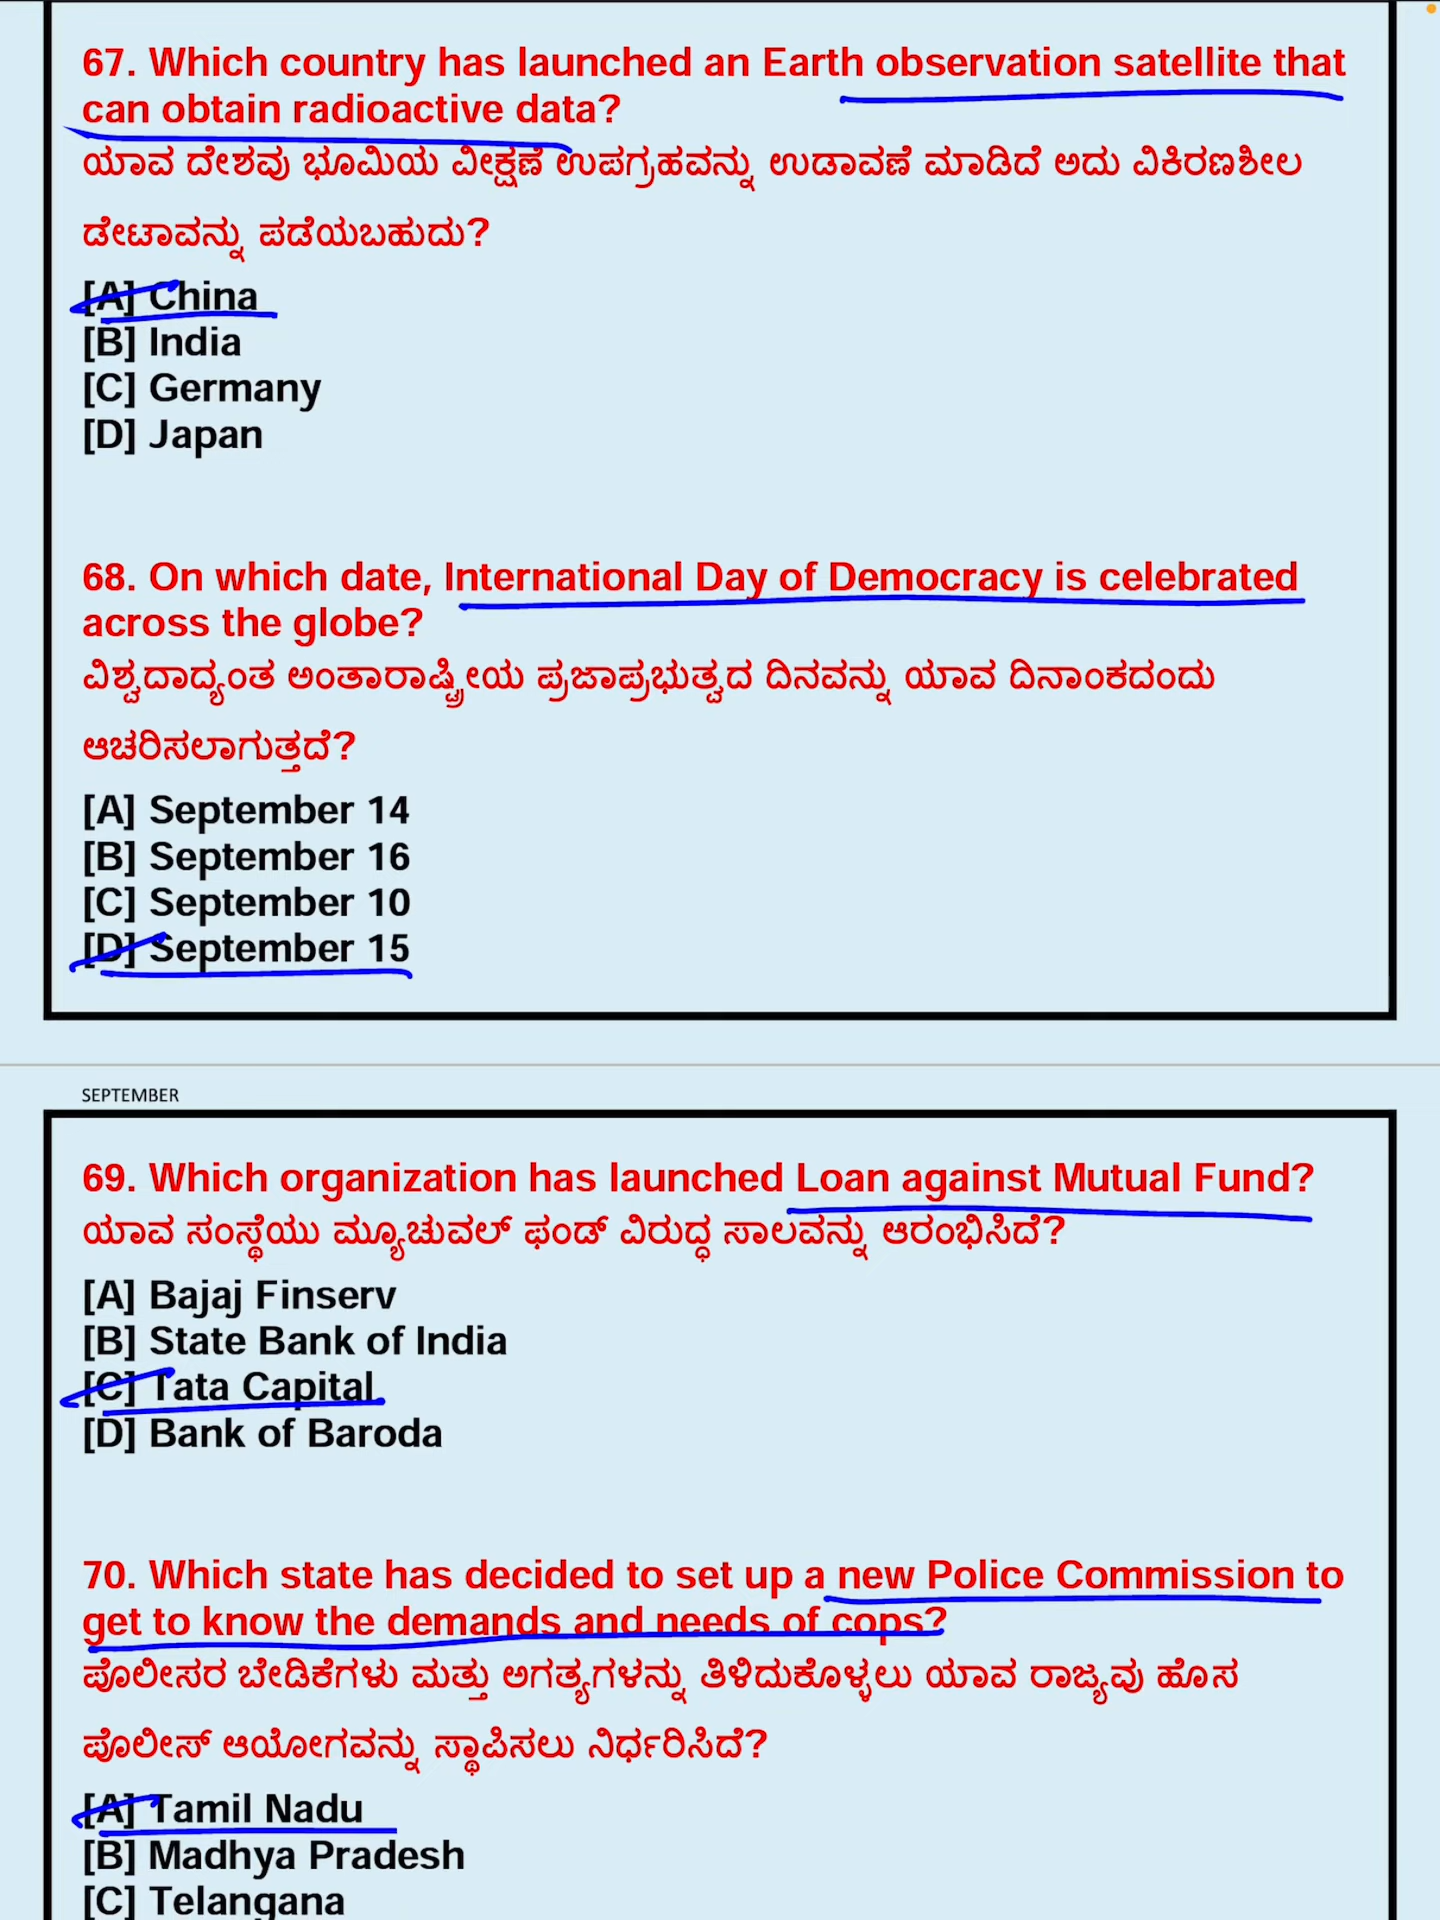 67. Which country has launched an Earth observation satellite that
can obtain radioactive data?
ಯಾವ ದೇಶವು ಭೂಮಿಯ ವೀಕ್ಷಣೆ ಉಪಗ್ರಹವನ್ನು ಉಡಾವಣೆ ಮಾಡಿದೆ ಅದು ವಿಕಿರಣಶೀಲ
ಡೇಟಾವನ್ನು ಪಡೆಯಬಹುದು?
[A] China
[B] India
[C] Germany
[D] Japan
68. On which date, International Day of Democracy is celebrated
across the globe?
ವಿಶ್ವದಾದ್ಯಂತ ಅಂತಾರಾಷ್ಟ್ರೀಯ ಪ್ರಜಾಪ್ರಭುತ್ವದ ದಿನವನ್ನು ಯಾವ ದಿನಾಂಕದಂದು
ಆಚರಿಸಲಾಗುತ್ತದೆ?
[A] September 14
[B] September 16
[C] September 10
[D] September 15
SEPTEMBER
69. Which organization has launched Loan against Mutual Fund?
ಯಾವ ಸಂಸ್ಥೆಯು ಮ್ಯೂಚುವಲ್ ಫಂಡ್ ವಿರುದ್ಧ ಸಾಲವನ್ನು ಆರಂಭಿಸಿದೆ?
[A] Bajaj Finserv
[B] State Bank of India
[C] Tata Capital
[D] Bank of Baroda
70. Which state has decided to set up a new Police Commission to
get to know the demands and needs of cops?
ಪೊಲೀಸರ ಬೇಡಿಕೆಗಳು ಮತ್ತು ಅಗತ್ಯಗಳನ್ನು ತಿಳಿದುಕೊಳ್ಳಲು ಯಾವ ರಾಜ್ಯವು ಹೊಸ
ಪೊಲೀಸ್ ಆಯೋಗವನ್ನು ಸ್ಥಾಪಿಸಲು ನಿರ್ಧರಿಸಿದೆ?
[A] Tamil Nadu
[B] Madhya Pradesh
[C] Telangana